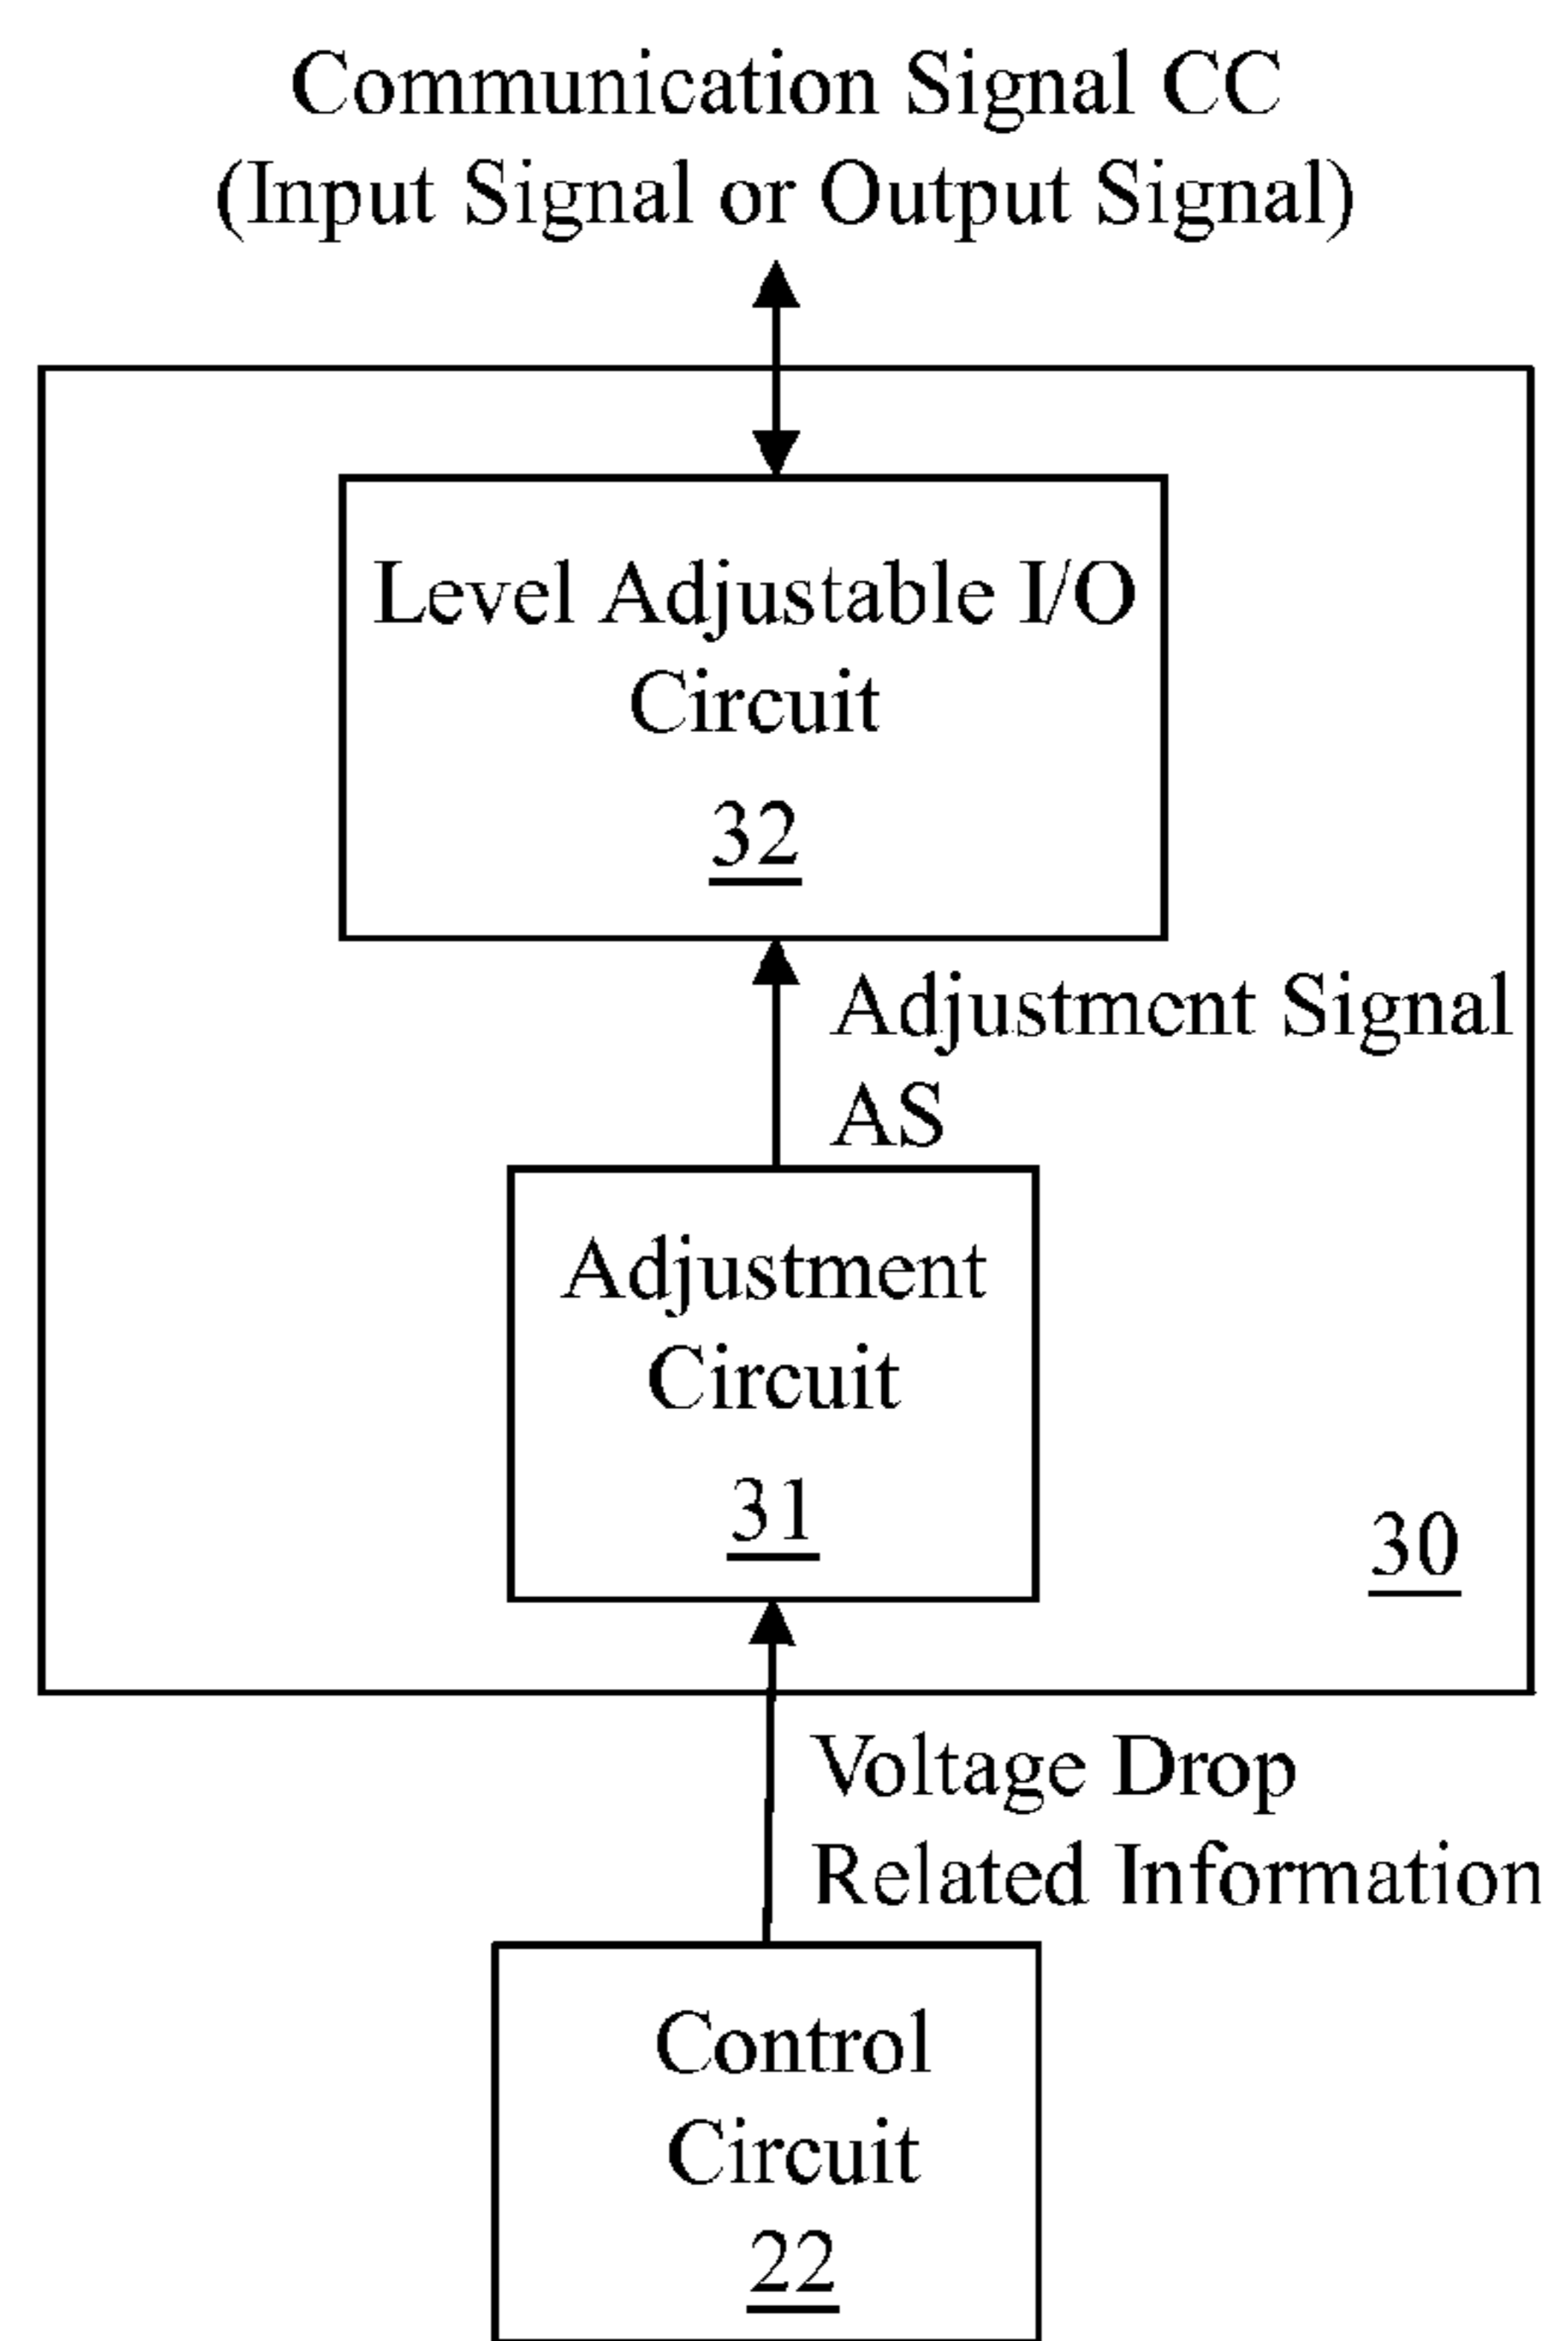 Communication Signal CC
(Input Signal or Output Signal)
Level Adjustable I/O
Circuit
32
Adjustment Signal
AS
Adjustment
Circuit
31
30
Voltage Drop
Related Information
Control
Circuit
22